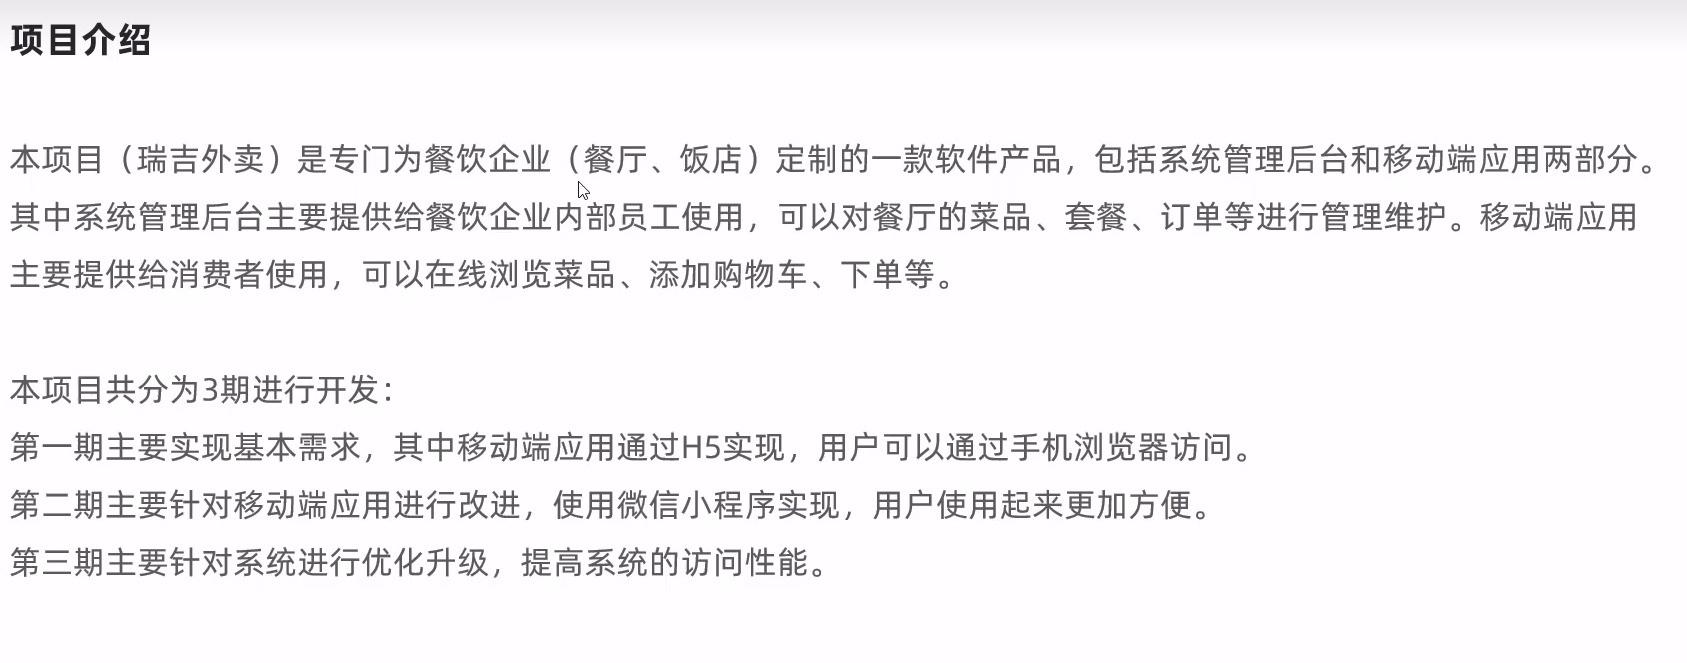 项目介绍
本项目（瑞吉外卖）是专门为餐饮企业（餐厅、饭店）定制的一款软件产品，包括系统管理后台和移动端应用两部分。
其中系统管理后台主要提供给餐饮企业内部员工使用，可以对餐厅的菜品、套餐、订单等进行管理维护。移动端应用
主要提供给消费者使用，可以在线浏览菜品、添加购物车、下单等。
本项目共分为3期进行开发：
第一期主要实现基本需求，其中移动端应用通过H5实现，用户可以通过手机浏览器访问。
第二期主要针对移动端应用进行改进，使用微信小程序实现，用户使用起来更加方便。
第三期主要针对系统进行优化升级，提高系统的访问性能。